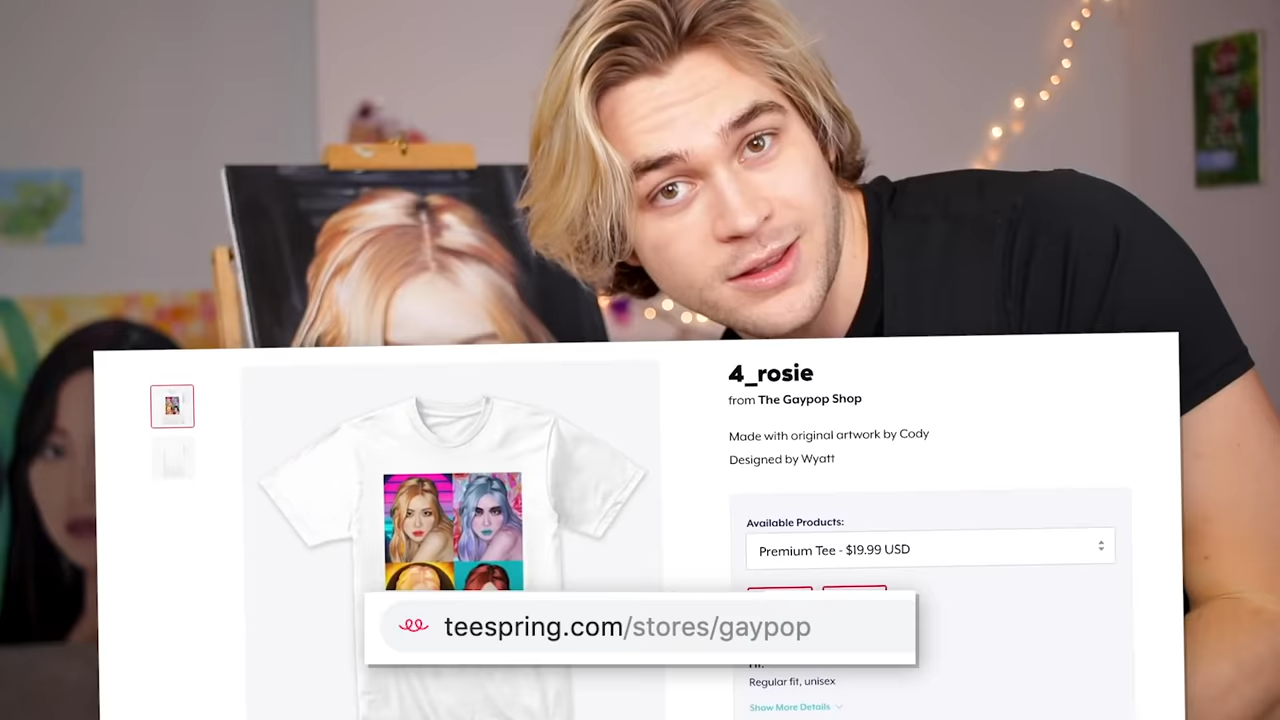 4_rosie
from The Gaypop Shop
Made with original artwork by Cody
Designed by Wyatt
Available Products:
Premium Tee - $19.99 USD
teespring.com/stores/gaypop
Regular fit, unisex
Show More Details